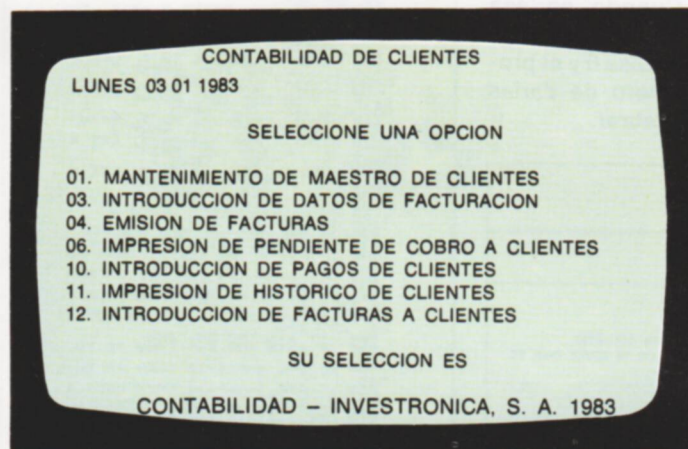 CONTABILIDAD DE CLIENTES
LUNES 03 01 1983
SELECCIONE UNA OPCION
01. MANTENIMIENTO DE MAESTRO DE CLIENTES
03. INTRODUCCION DE DATOS DE FACTURACION
04. EMISION DE FACTURAS
06. IMPRESION DE PENDIENTE DE COBRO A CLIENTES
10. INTRODUCCION DE PAGOS DE CLIENTES
11. IMPRESION DE HISTORICO DE CLIENTES
12. INTRODUCCION DE FACTURAS A CLIENTES
SU SELECCION ES
CONTABILIDAD – INVESTRONICA, S. A. 1983